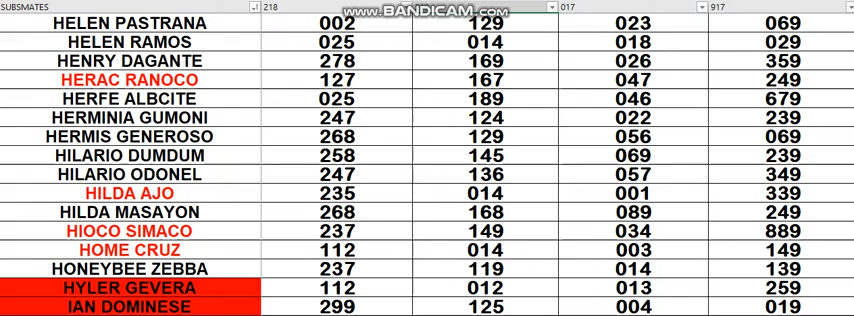 SUBSMATES 218 017 917
www.BANDICAM.com
HELEN PASTRANA 002 129 023 069
HELEN RAMOS 025 014 018 029
HENRY DAGANTE 278 169 026 359
HERAC RANOCO 127 167 047 249
HERFE ALBCITE 025 189 046 679
HERMINIA GUMONI 247 124 022 239
HERMIS GENEROSO 268 129 056 069
HILARIO DUMDUM 258 145 069 239
HILARIO ODONEL 247 136 057 349
HILDA AJO 235 014 001 339
HILDA MASAYON 268 168 089 249
HIOCO SIMACO 237 149 034 889
HOME CRUZ 112 014 003 149
HONEYBEE ZEBBA 237 119 014 139
HYLER GEVERA 112 012 013 259
IAN DOMINESE 299 125 004 019